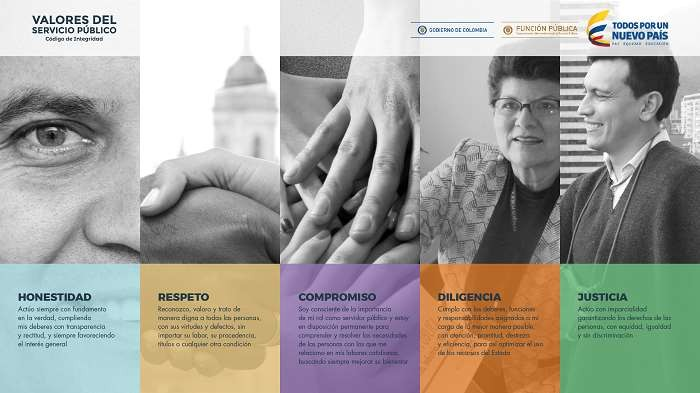 VALORES DEL
SERVICIO PÚBLICO
Código de Integridad
GOBIERNO DE COLOMBIA
FUNCIÓN PÚBLICA
TODOS POR UN
NUEVO PAÍS
PAZ EQUIDAD EDUCACIÓN
HONESTIDAD
Actúo siempre con fundamento
en la verdad, cumpliendo
mis deberes con transparencia
y rectitud, y siempre favoreciendo
el interés general
RESPETO
Reconozco, valoro y trato de
manera digna a todas las personas,
con sus virtudes y defectos, sin
importar su labor, su procedencia,
títulos o cualquier otra condición
COMPROMISO
Soy consciente de la importancia
de mi rol como servidor público y estoy
en disposición permanente para
comprender y resolver las necesidades
de las personas con las que me
relaciono en mis labores cotidianas,
buscando siempre mejorar su bienestar
DILIGENCIA
Cumplo con los deberes, funciones
y responsabilidades asignadas a mi
cargo de la mejor manera posible,
con atención, prontitud, destreza
y eficiencia, para así optimizar el uso
de los recursos del Estado
JUSTICIA
Actúo con imparcialidad
garantizando los derechos de las
personas, con equidad, igualdad
y sin discriminación